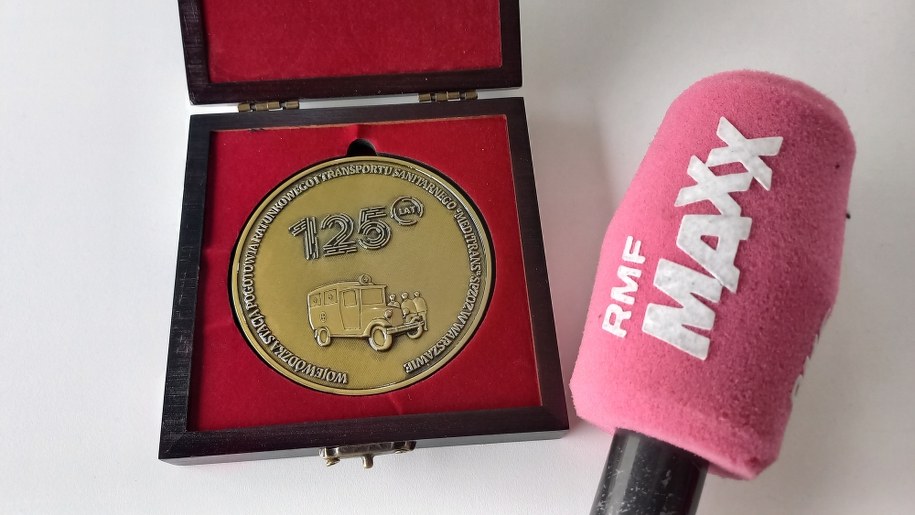 WOJEWÓDZKA STACJA POGOTOWIA RATUNKOWEGO I TRANSPORTU SANITARNEGO "MEDITRANS" SPZOZ W WARSZAWIE
125
LAT
RMF
MAXX